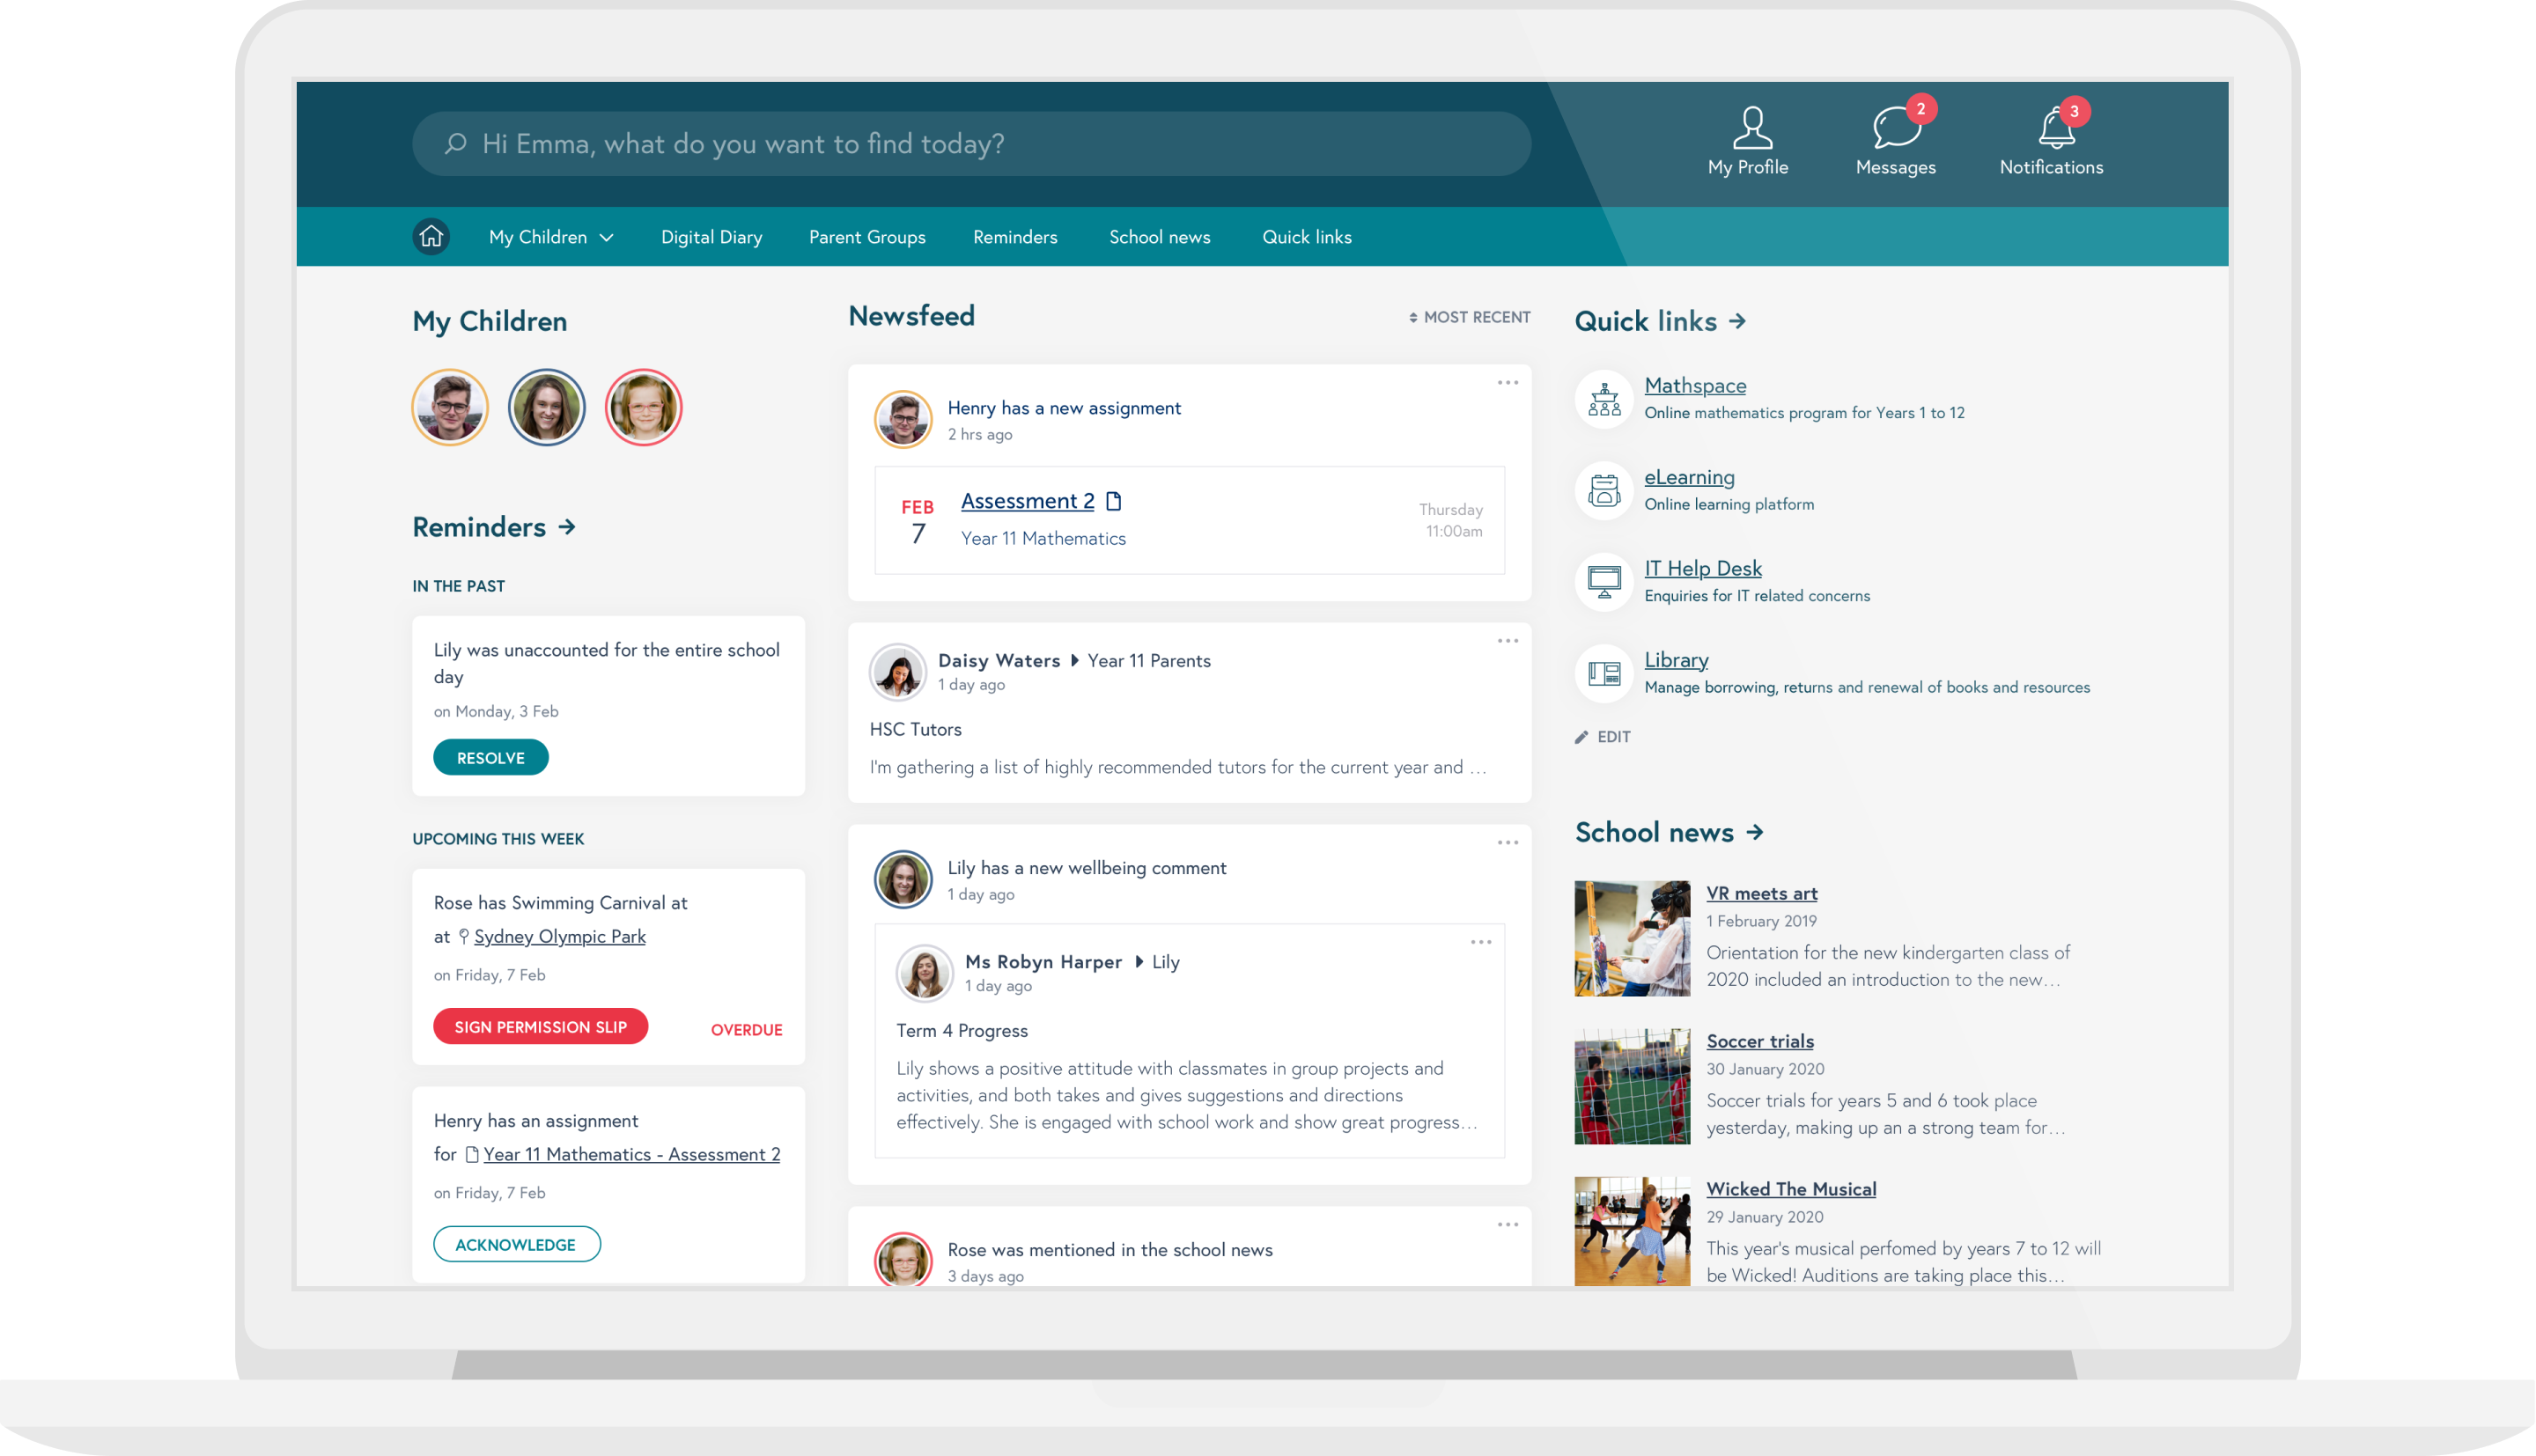 Hi Emma, what do you want to find today?
My Profile
2
Messages
3
Notifications
My Children
Digital Diary
Parent Groups
Reminders
School news
Quick links
My Children
Reminders
IN THE PAST
Lily was unaccounted for the entire school
day
on Monday, 3 Feb
RESOLVE
UPCOMING THIS WEEK
Rose has Swimming Carnival at
at Sydney Olympic Park
on Friday, 7 Feb
SIGN PERMISSION SLIP
OVERDUE
Henry has an assignment
for Year 11 Mathematics - Assessment 2
on Friday, 7 Feb
ACKNOWLEDGE
Newsfeed
MOST RECENT
Henry has a new assignment
2 hrs ago
FEB
7
Assessment 2
Year 11 Mathematics
Thursday
11:00am
Daisy Waters Year 11 Parents
1 day ago
HSC Tutors
I'm gathering a list of highly recommended tutors for the current year and ...
Lily has a new wellbeing comment
1 day ago
Ms Robyn Harper Lily
1 day ago
Term 4 Progress
Lily shows a positive attitude with classmates in group projects and
activities, and both takes and gives suggestions and directions
effectively. She is engaged with school work and show great progress...
Rose was mentioned in the school news
3 days ago
Quick links
Mathspace
Online mathematics program for Years 1 to 12
eLearning
Online learning platform
IT Help Desk
Enquiries for IT related concerns
Library
Manage borrowing, returns and renewal of books and resources
EDIT
School news
VR meets art
1 February 2019
Orientation for the new kindergarten class of
2020 included an introduction to the new...
Soccer trials
30 January 2020
Soccer trials for years 5 and 6 took place
yesterday, making up an a strong team for...
Wicked The Musical
29 January 2020
This year's musical perfomed by years 7 to 12 will
be Wicked! Auditions are taking place this...